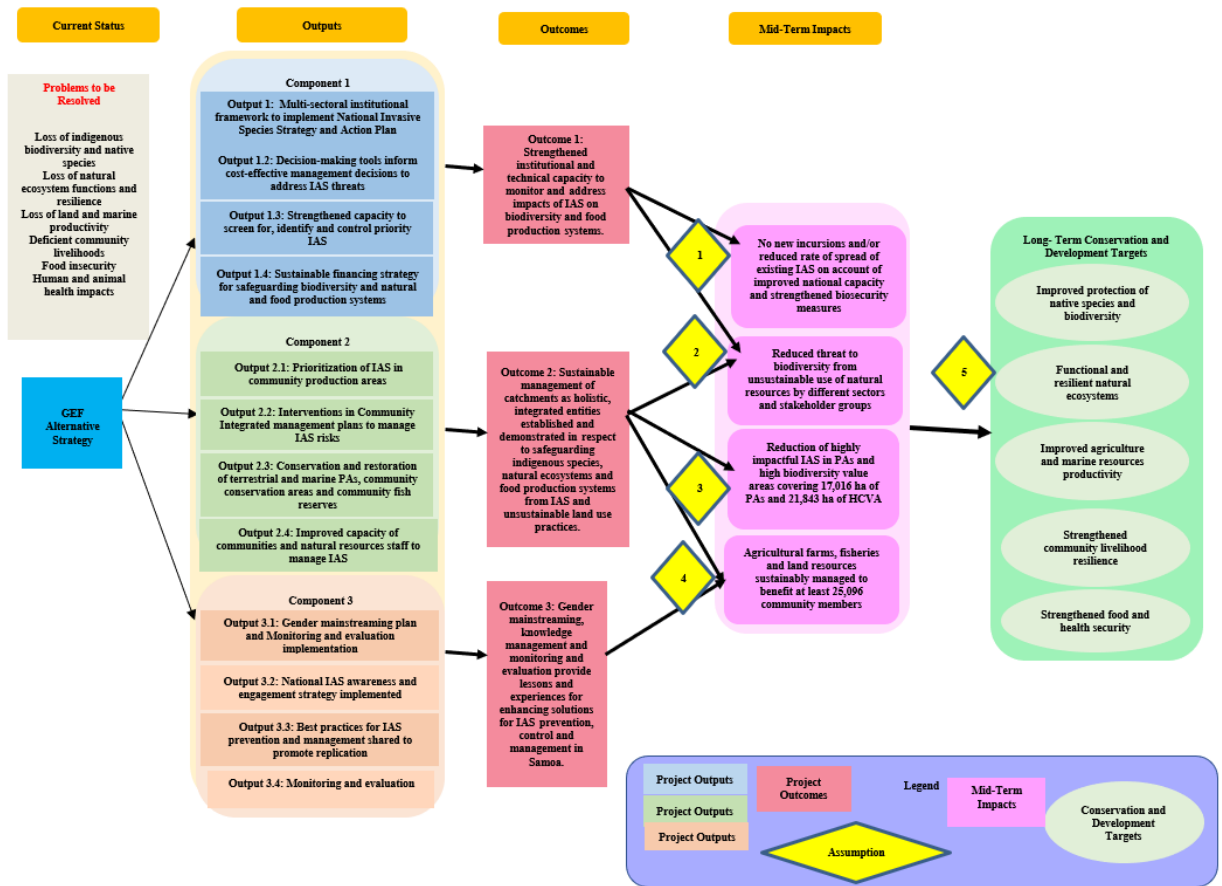 Current Status
Outputs
Outcomes
Mid-Term Impacts
Problems to be
Resolved
Loss of indigenous
biodiversity and native
species
Loss of natural
ecosystem functions and
resilience
Loss of land and marine
productivity
Deficient community
livelihoods
Food insecurity
Human and animal
health impacts
GEF
Alternative
Strategy
Component 1
Output 1: Multi-sectoral institutional
framework to implement National Invasive
Species Strategy and Action Plan
Output 1.2: Decision-making tools inform
cost-effective management decisions to
address IAS threats
Output 1.3: Strengthened capacity to
screen for, identify and control priority
IAS
Output 1.4: Sustainable financing strategy
for safeguarding biodiversity and natural
and food production systems
Component 2
Output 2.1: Prioritization of IAS in
community production areas
Output 2.2: Interventions in Community
Integrated management plans to manage
IAS risks
Output 2.3: Conservation and restoration
of terrestrial and marine PAs, community
conservation areas and community fish
reserves
Output 2.4: Improved capacity of
communities and natural resources staff to
manage IAS
Component 3
Output 3.1: Gender mainstreaming
plan and Monitoring and evaluation
implementation
Output 3.2: National IAS awareness and
engagement strategy implemented
Output 3.3: Best practices for IAS
prevention and management shared to
promote replication
Output 3.4: Monitoring and evaluation
Outcome 1:
Strengthened
institutional and
technical capacity to
monitor and address
impacts of IAS on
biodiversity and food
production systems.
Outcome 2: Sustainable
management of
catchments as holistic,
integrated entities
established and
demonstrated in respect
to safeguarding
indigenous species,
natural ecosystems and
food production systems
from IAS and
unsustainable land use
practices.
Outcome 3: Gender
mainstreaming,
knowledge
management and
monitoring and
evaluation provide
lessons and
experiences for
enhancing solutions
for IAS prevention,
control and
management in
Samoa.
1
2
3
4
5
No new incursions and/or
reduced rate of spread of
existing IAS on account of
improved national capacity
and strengthened biosecurity
measures
Reduced threat to
biodiversity from
unsustainable use of natural
resources by different sectors
and stakeholder groups
Reduction of highly
impactful IAS in PAs and
high biodiversity value
areas covering 17,016 ha of
PAs and 21,843 ha of HCVA
Agricultural farms, fisheries
and land resources
sustainably managed to
benefit at least 25,096
community members
Long- Term Conservation and
Development Targets
Improved protection of
native species and
biodiversity
Functional and
resilient natural
ecosystems
Improved agriculture
and marine resources
productivity
Strengthened
community livelihood
resilience
Strengthened food and
health security
Legend
Project Outputs
Project Outputs
Project Outputs
Project
Outcomes
Mid-Term
Impacts
Conservation and
Development
Targets
Assumption